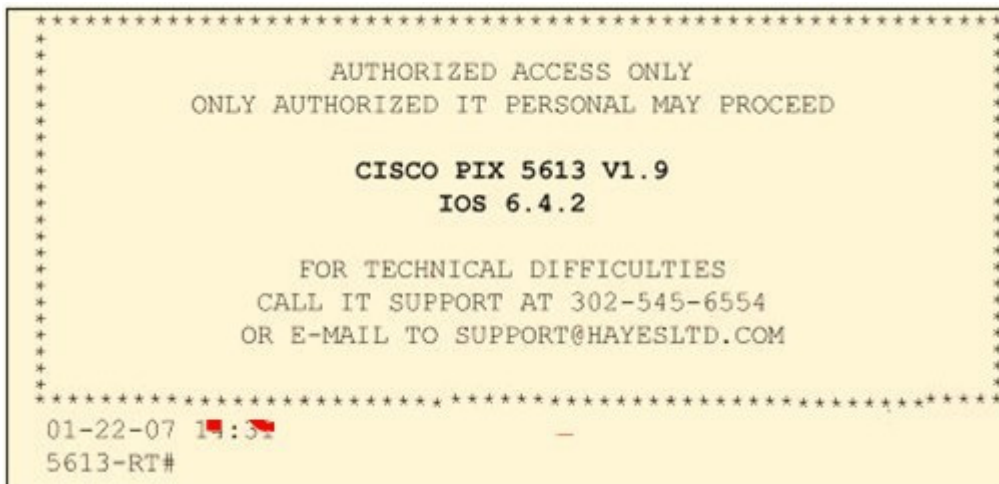 AUTHORIZED ACCESS ONLY
ONLY AUTHORIZED IT PERSONAL MAY PROCEED
CISCO PIX 5613 V1.9
IOS 6.4.2
FOR TECHNICAL DIFFICULTIES
CALL IT SUPPORT AT 302-545-6554
OR E-MAIL TO SUPPORT@HAYESLTD.COM
01-22-07
5613-RT#